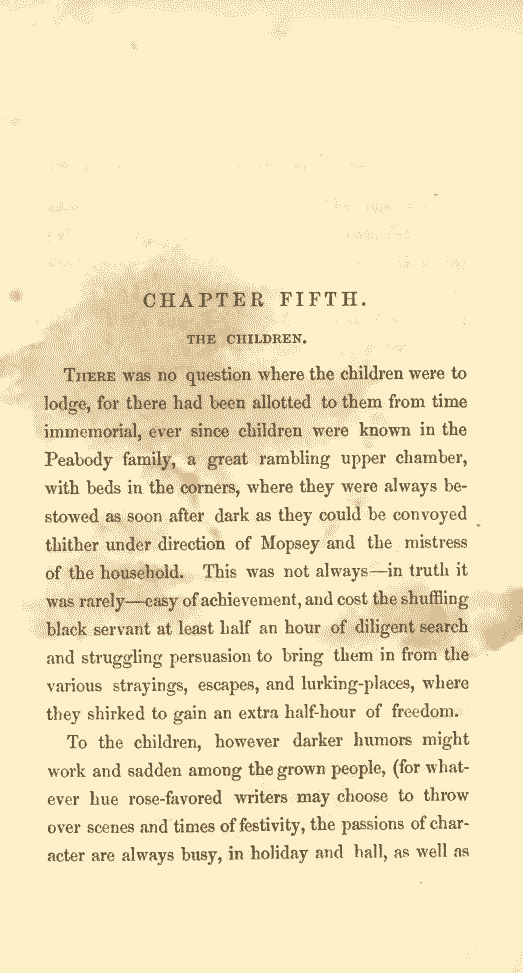 CHAPTER FIFTH.
THE CHILDREN.
THERE was no question where the children were to
lodge, for there had been allotted to them from time
immemorial, ever since children were known in the
Peabody family, a great rambling upper chamber,
with beds in the corners, where they were always be-
stowed as soon after dark as they could be convoyed
thither under direction of Mopsey and the mistress
of the household. This was not always—in truth it
was rarely—easy of achievement, and cost the shuffling
black servant at least half an hour of diligent search
and struggling persuasion to bring them in from the
various strayings, escapes, and lurking-places, where
they shirked to gain an extra half-hour of freedom.
To the children, however darker humors might
work and sadden among the grown people, (for what-
ever hue rose-favored writers may choose to throw
over scenes and times of festivity, the passions of char-
acter are always busy, in holiday and hall, as well as